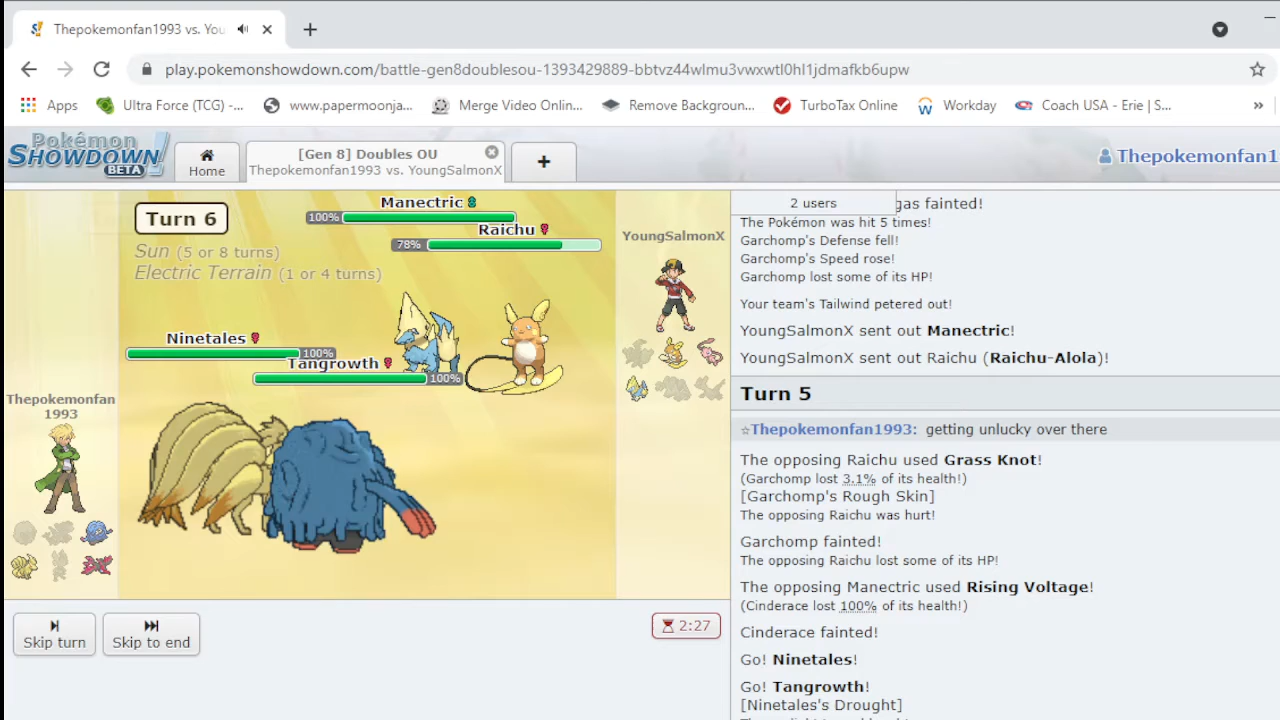 Thepokemonfan1993 vs. You
play.pokemonshowdown.com/battle-gen8doublesou-1393429889-bbtvz44wlmu3vwxwtl0hl1jdmafkb6upw
Apps
Ultra Force (TCG) -...
www.papermoonja...
Merge Video Onlin...
Remove Backgroun...
TurboTax Online
Workday
Coach USA - Erie | S...
»
Pokémon
SHOWDOWN!
BETA
Home
[Gen 8] Doubles OU
Thepokemonfan1993 vs. YoungSalmonX
+
Thepokemonfan1
Turn 6
Sun (5 or 8 turns)
Electric Terrain (1 or 4 turns)
Manectric
100%
Raichu
78%
Ninetales
100%
Tangrowth
100%
YoungSalmonX
Thepokemonfan
1993
Skip turn
Skip to end
2:27
2 users
gas fainted!
The Pokémon was hit 5 times!
Garchomp's Defense fell!
Garchomp's Speed rose!
Garchomp lost some of its HP!
Your team's Tailwind petered out!
YoungSalmonX sent out Manectric!
YoungSalmonX sent out Raichu (Raichu-Alola)!
Turn 5
☆Thepokemonfan1993: getting unlucky over there
The opposing Raichu used Grass Knot!
(Garchomp lost 3.1% of its health!)
[Garchomp's Rough Skin]
The opposing Raichu was hurt!
Garchomp fainted!
The opposing Raichu lost some of its HP!
The opposing Manectric used Rising Voltage!
(Cinderace lost 100% of its health!)
Cinderace fainted!
Go! Ninetales!
Go! Tangrowth!
[Ninetales's Drought]